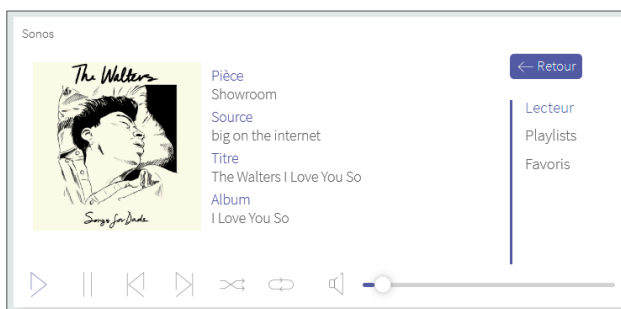 Sonos
The Walters
Songs for Dads
Pièce
Showroom
Source
big on the internet
Titre
The Walters I Love You So
Album
I Love You So
← Retour
Lecteur
Playlists
Favoris